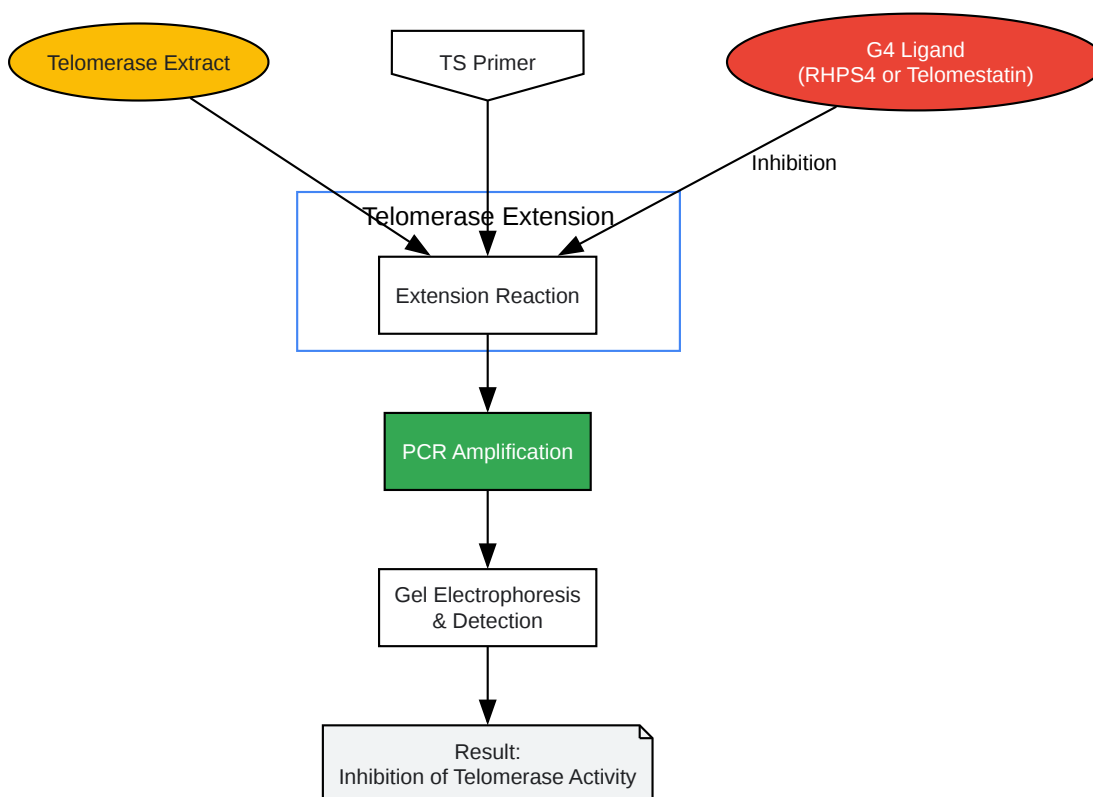 Telomerase Extract
TS Primer
G4 Ligand
(RHPS4 or Telomestatin)
Inhibition
Telomerase Extension
Extension Reaction
PCR Amplification
Gel Electrophoresis
& Detection
Result:
Inhibition of Telomerase Activity